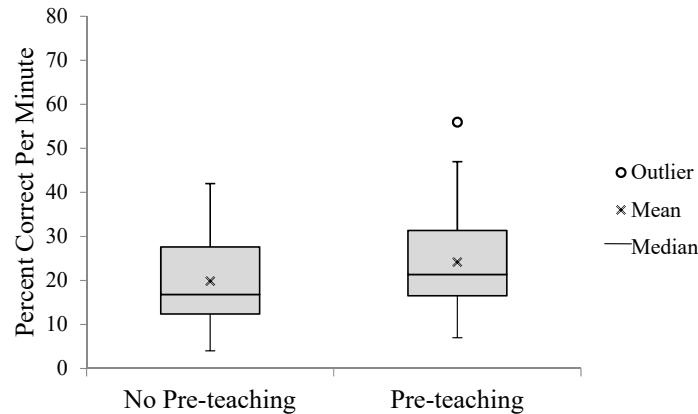 Percent Correct Per Minute
80
70
60
50
40
30
20
10
0
No Pre-teaching
Pre-teaching
Outlier
Mean
Median